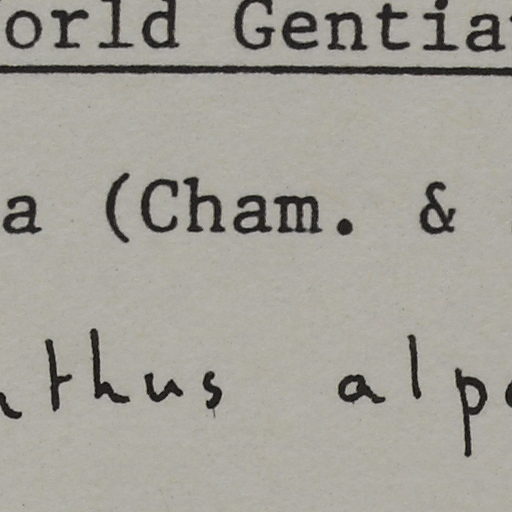 orld Gentia
a (Cham. &
thus alp